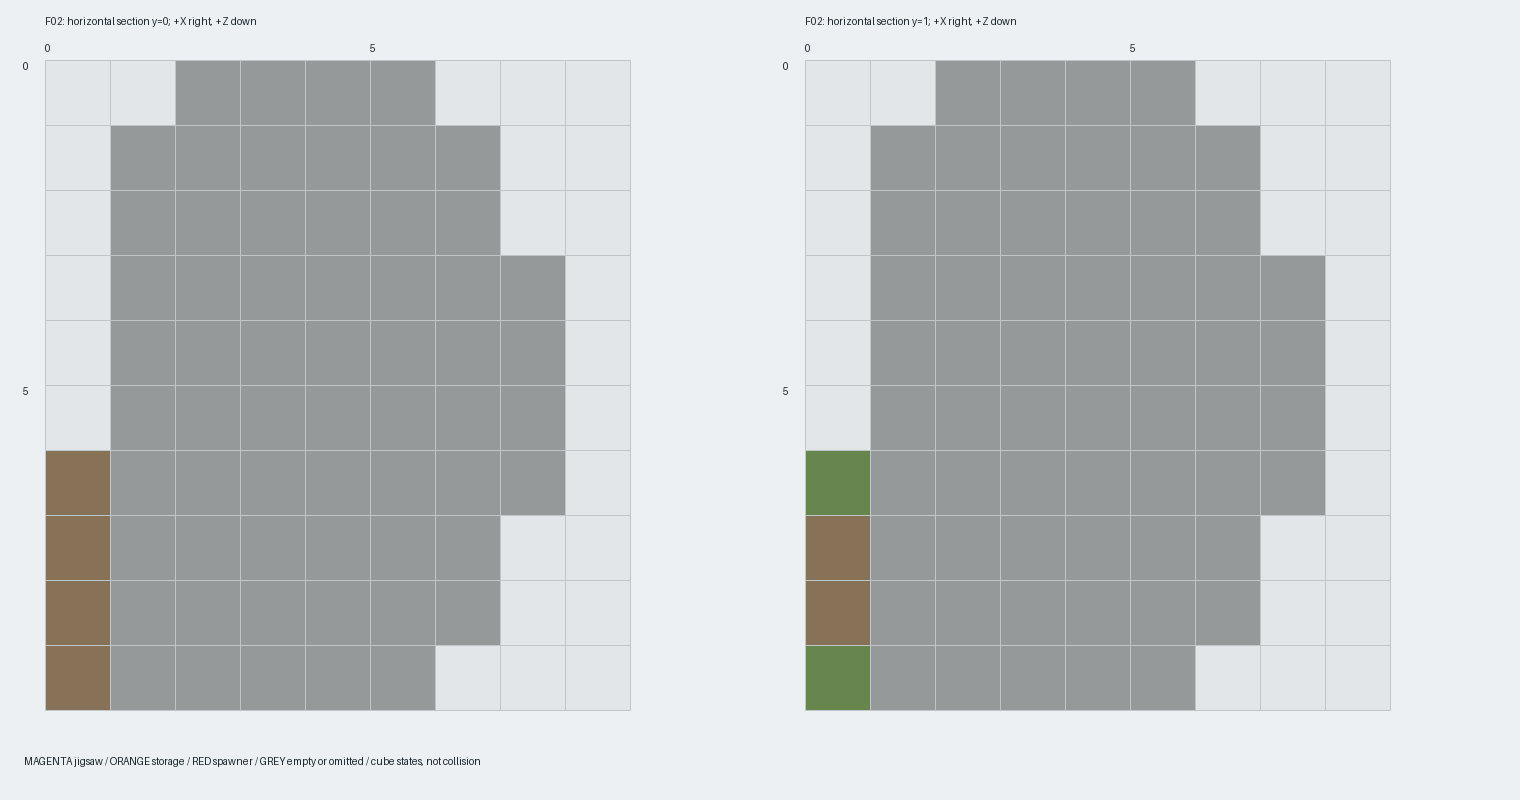 F02: horizontal section y=0; +X right, +Z down
F02: horizontal section y=1; +X right, +Z down
0 5
0 5
0
0
5
5
MAGENTA jigsaw / ORANGE storage / RED spawner / GREY empty or omitted / cube states, not collision